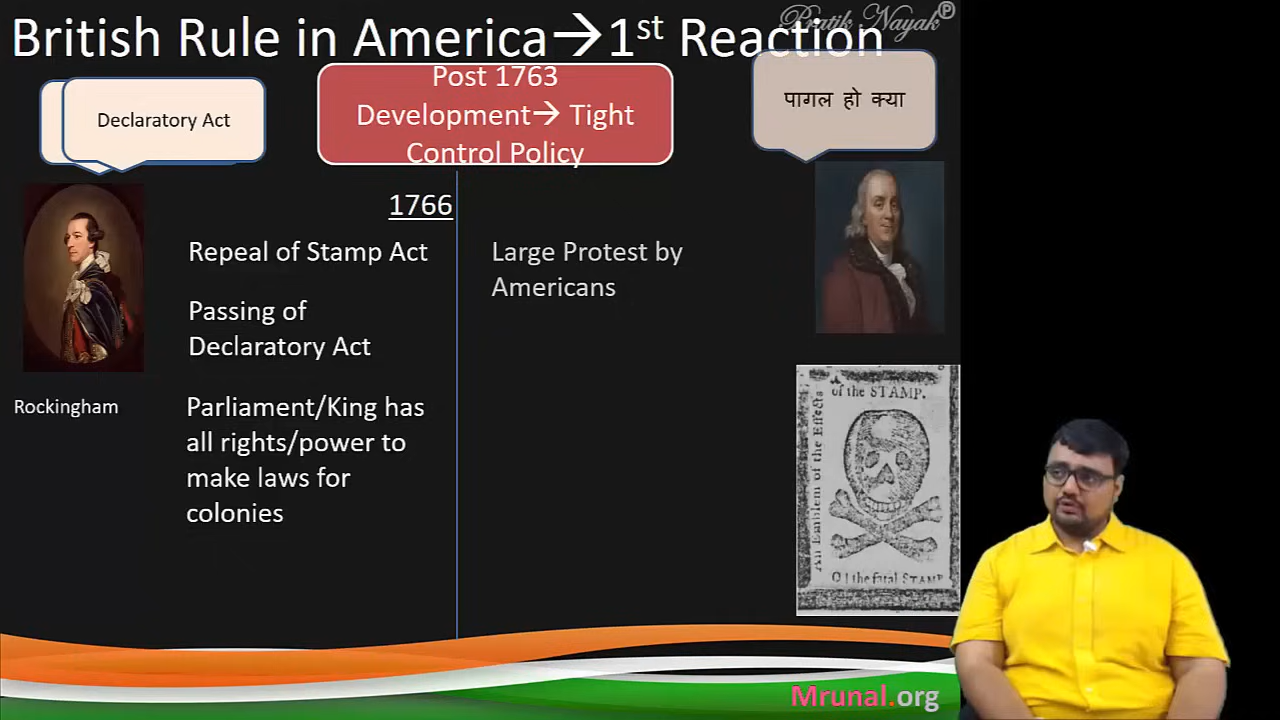 British Rule in America→1st Reaction
Pratik Nayak ℗
Declaratory Act
Post 1763
Development→ Tight
Control Policy
पागल हो क्या
1766
Repeal of Stamp Act
Passing of
Declaratory Act
Rockingham
Parliament/King has
all rights/power to
make laws for
colonies
Large Protest by
Americans
An Emblem of the Effects
of the STAMP.
O! the fatal STAMP
Mrunal.org